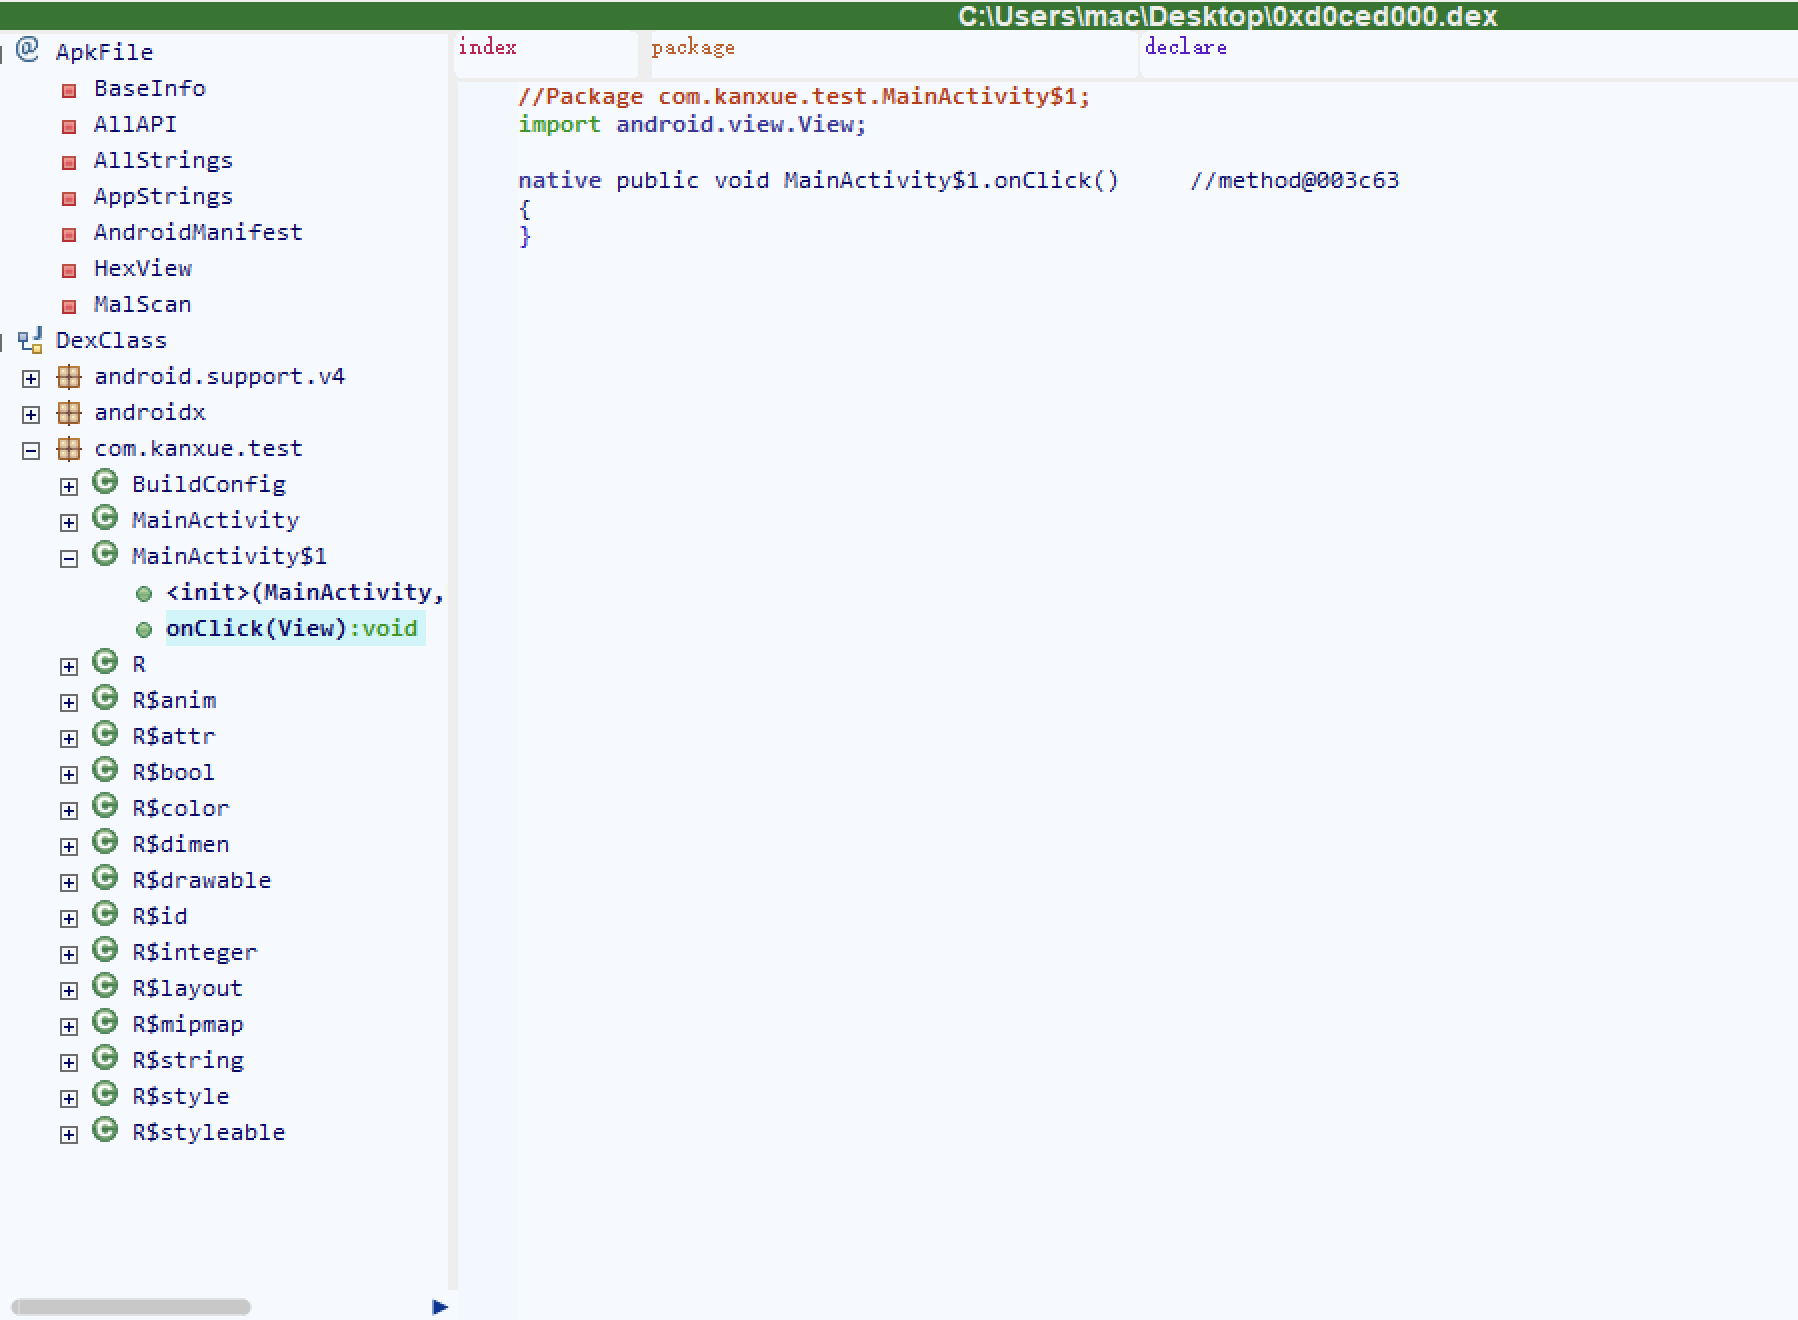 C:\Users\mac\Desktop\0xd0ced000.dex
ApkFile
BaseInfo
AllAPI
AllStrings
AppStrings
AndroidManifest
HexView
MalScan
DexClass
android.support.v4
androidx
com.kanxue.test
BuildConfig
MainActivity
MainActivity$1
<init>(MainActivity,
onClick(View):void
R
R$anim
R$attr
R$bool
R$color
R$dimen
R$drawable
R$id
R$integer
R$layout
R$mipmap
R$string
R$style
R$styleable
index package declare
//Package com.kanxue.test.MainActivity$1;
import android.view.View;
native public void MainActivity$1.onClick() //method@003c63
{
}